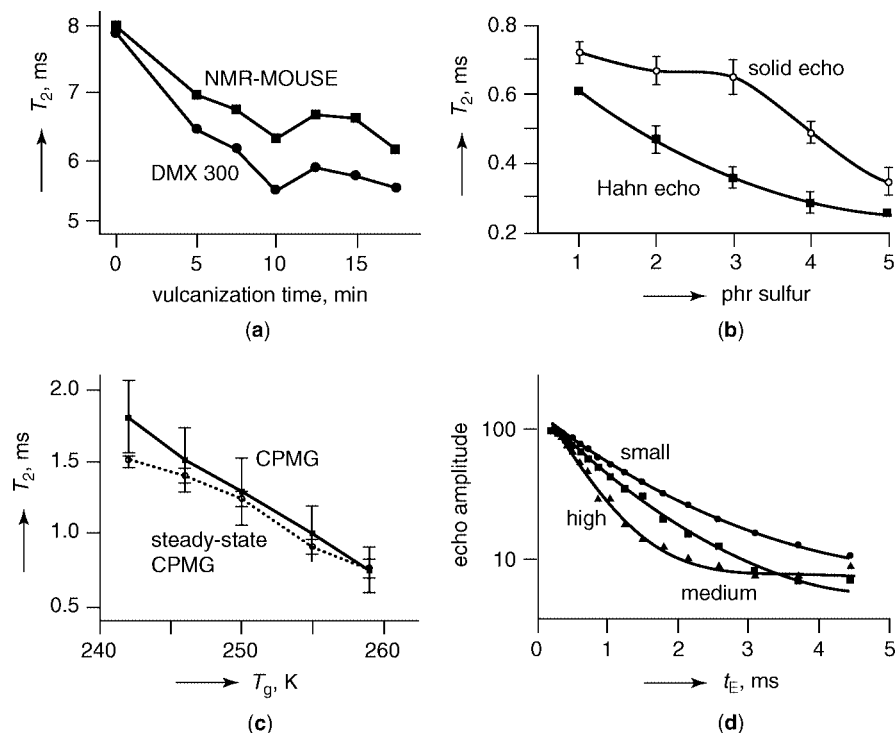 8
7
6
5
T2, ms
NMR-MOUSE
DMX 300
0 5 10 15
vulcanization time, min
(a)
0.8
0.6
0.4
0.2
T2, ms
solid echo
Hahn echo
1 2 3 4 5
phr sulfur
(b)
2.0
1.5
1.0
0.5
T2, ms
CPMG
steady-state
CPMG
240 250 260
Tg, K
(c)
100
10
echo amplitude
small
high
medium
0 1 2 3 4 5
tE, ms
(d)